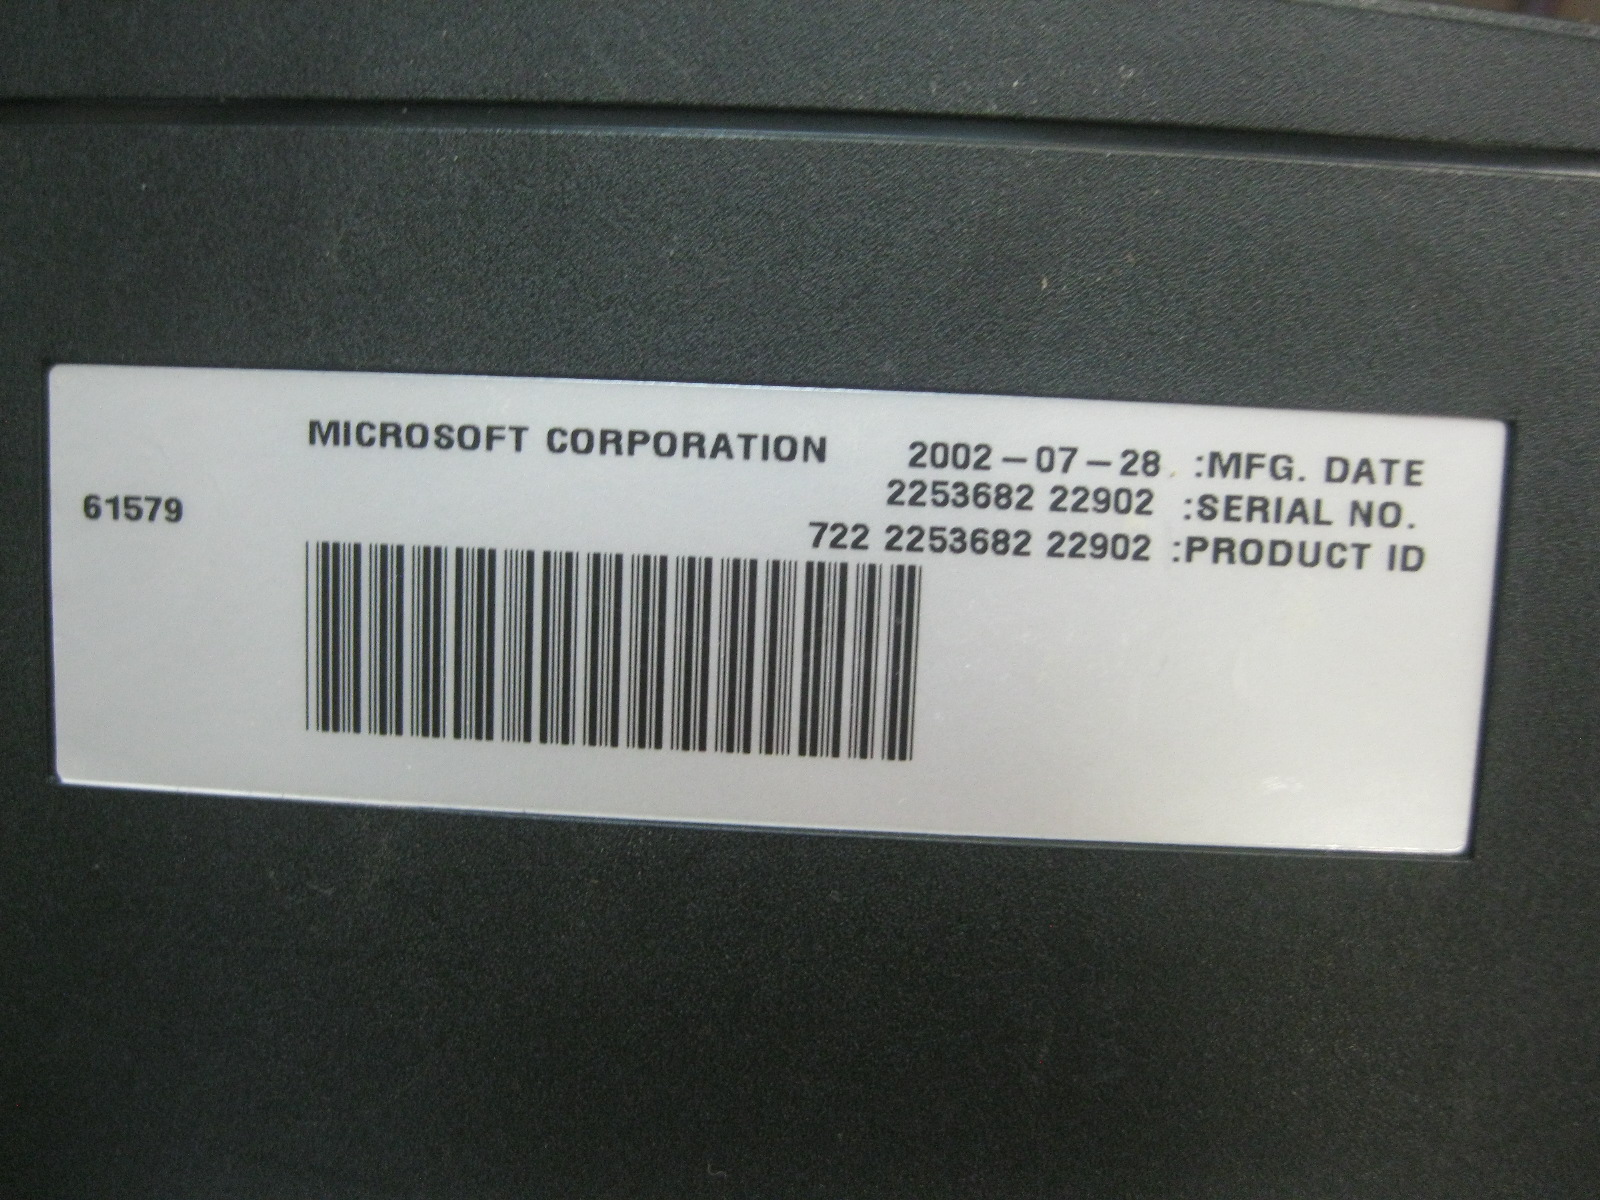 MICROSOFT CORPORATION
2002-07-28 :MFG. DATE
61579
2253682 22902 :SERIAL NO.
722 2253682 22902 :PRODUCT ID